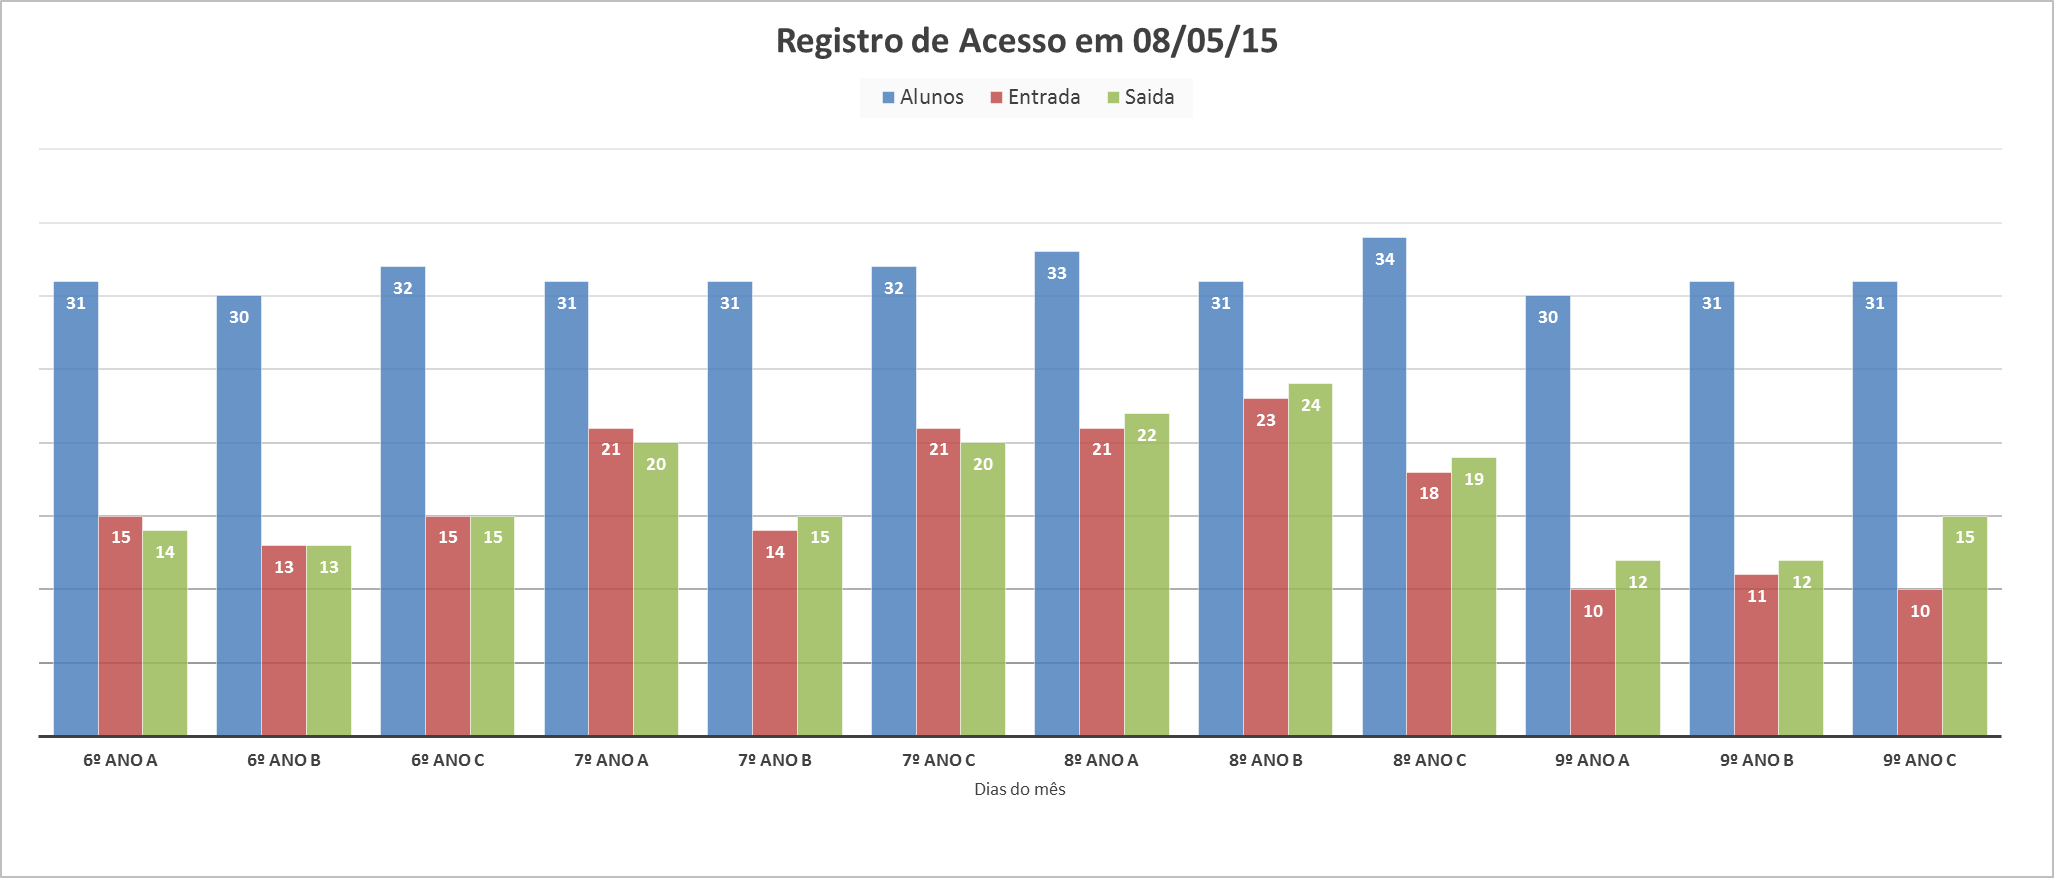 Registro de Acesso em 08/05/15
Alunos Entrada Saida
31 15 14
30 13 13
32 15 15
31 21 20
31 14 15
32 21 20
33 21 22
31 23 24
34 18 19
30 10 12
31 11 12
31 10 15
6º ANO A 6º ANO B 6º ANO C 7º ANO A 7º ANO B 7º ANO C 8º ANO A 8º ANO B 8º ANO C 9º ANO A 9º ANO B 9º ANO C
Dias do mês